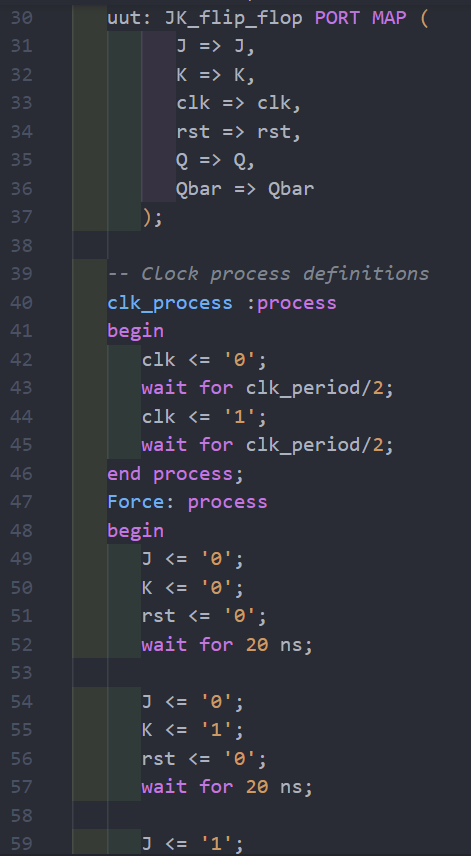 30 uut: JK_flip_flop PORT MAP (
31 J => J,
32 K => K,
33 clk => clk,
34 rst => rst,
35 Q => Q,
36 Qbar => Qbar
37 );
38
39 -- Clock process definitions
40 clk_process :process
41 begin
42 clk <= '0';
43 wait for clk_period/2;
44 clk <= '1';
45 wait for clk_period/2;
46 end process;
47 Force: process
48 begin
49 J <= '0';
50 K <= '0';
51 rst <= '0';
52 wait for 20 ns;
53
54 J <= '0';
55 K <= '1';
56 rst <= '0';
57 wait for 20 ns;
58
59 J <= '1';